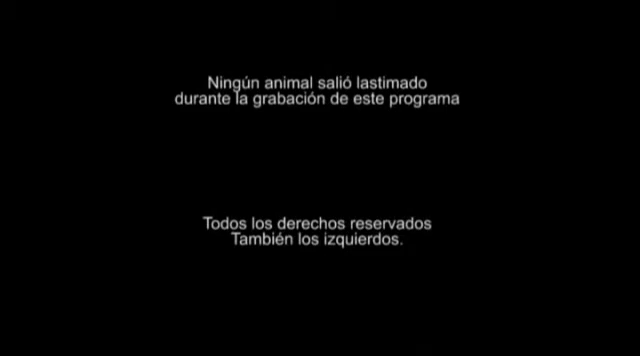 Ningún animal salió lastimado
durante la grabación de este programa
Todos los derechos reservados
También los izquierdos.